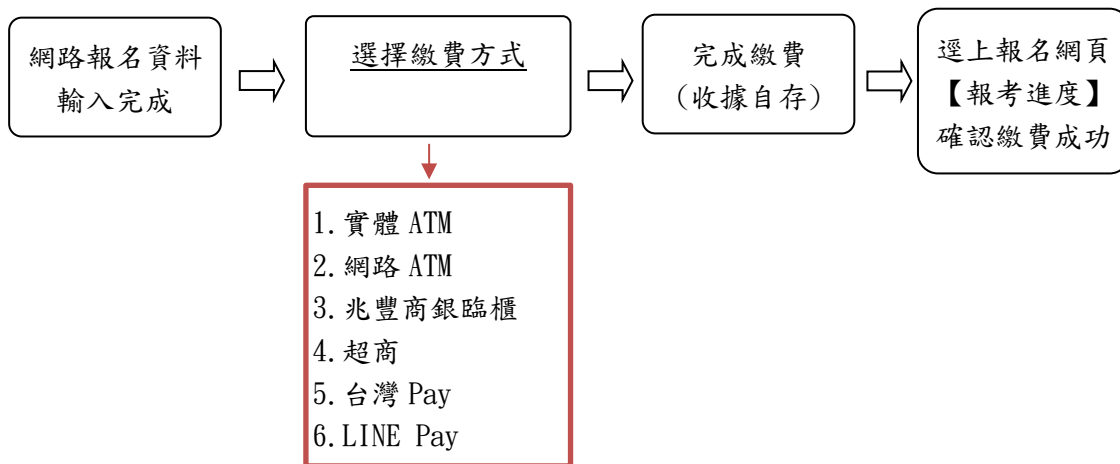 網路報名資料
輸入完成
選擇繳費方式
完成繳費
(收據自存)
逕上報名網頁
【報考進度】
確認繳費成功
1.實體 ATM
2.網路 ATM
3.兆豐商銀臨櫃
4.超商
5.台灣 Pay
6.LINE Pay